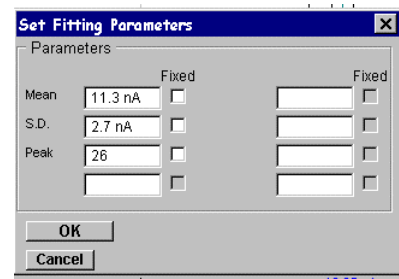 Set Fitting Parameters
Parameters
Fixed Fixed
Mean 11.3 nA
S.D. 2.7 nA
Peak 26
OK
Cancel